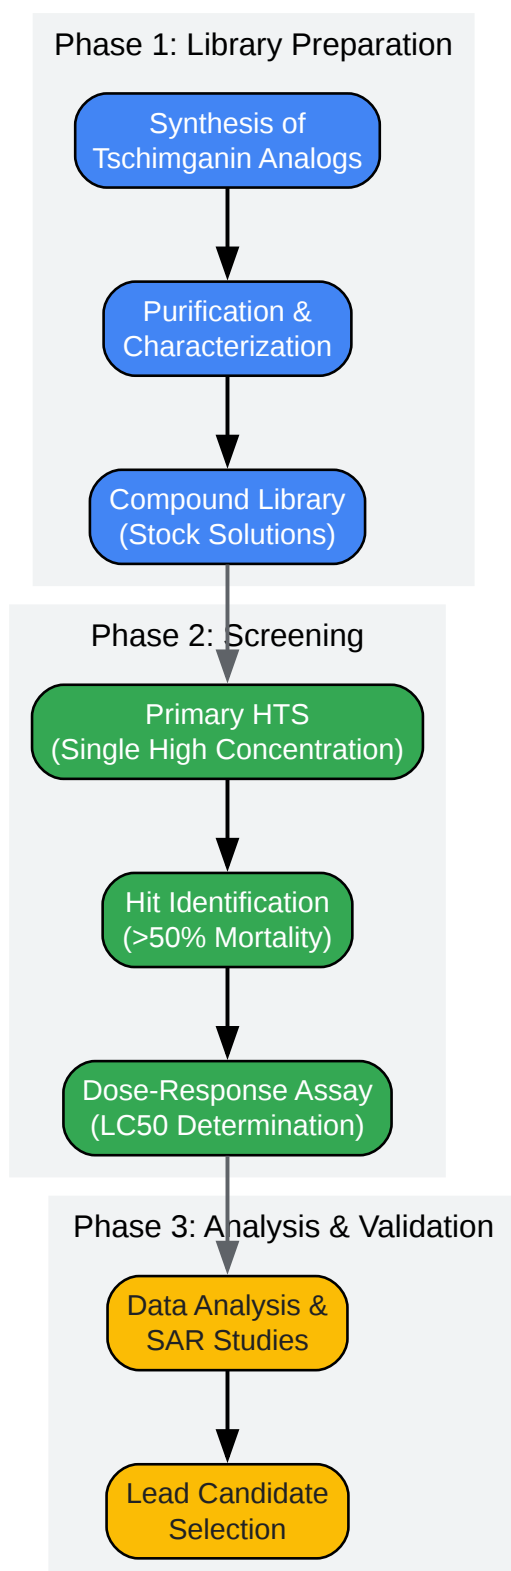 Phase 1: Library Preparation
Synthesis of
Tschimganin Analogs
Purification &
Characterization
Compound Library
(Stock Solutions)
Phase 2: Screening
Primary HTS
(Single High Concentration)
Hit Identification
(>50% Mortality)
Dose-Response Assay
(LC50 Determination)
Phase 3: Analysis & Validation
Data Analysis &
SAR Studies
Lead Candidate
Selection